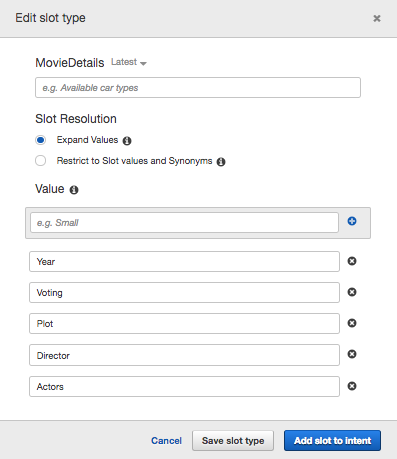 Edit slot type
MovieDetails Latest
e.g. Available car types
Slot Resolution
Expand Values
Restrict to Slot values and Synonyms
Value
e.g. Small
Year
Voting
Plot
Director
Actors
Cancel Save slot type Add slot to intent